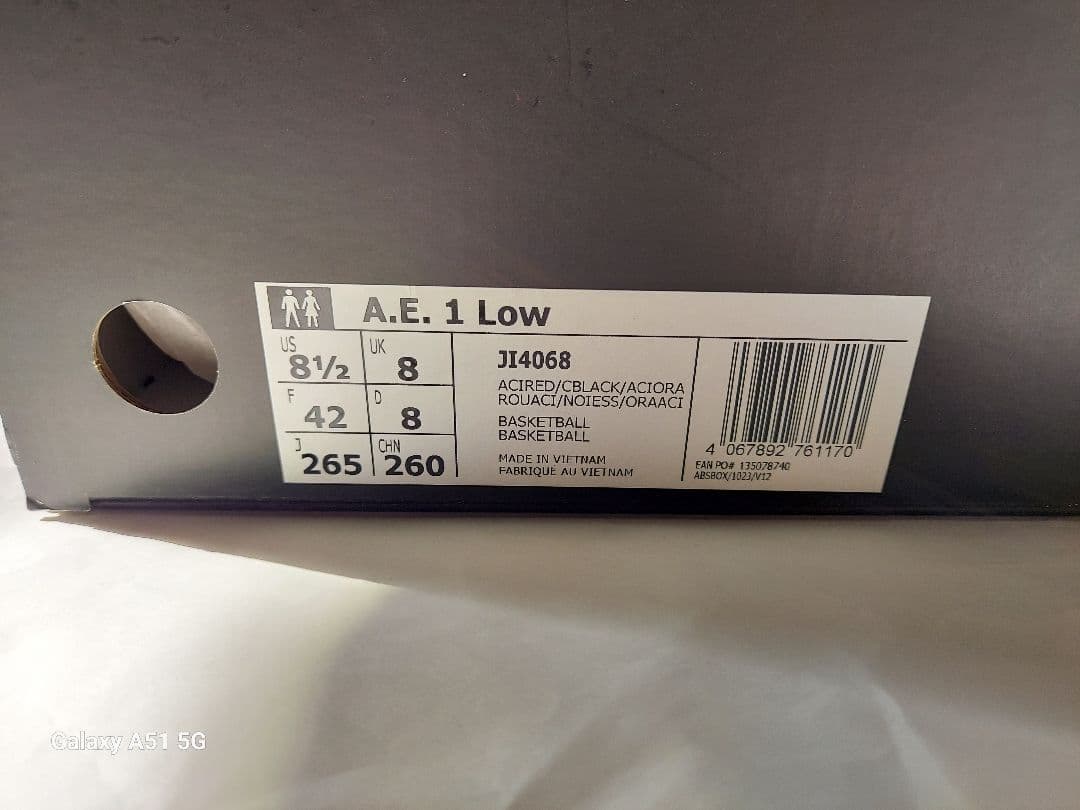 A.E. 1 Low
US
8½
UK
8
F
42
D
8
J
265
CHN
260
JI4068
ACIRED/CBLACK/ACIORA
ROUACI/NOIESS/ORAACI
BASKETBALL
BASKETBALL
MADE IN VIETNAM
FABRIQUÉ AU VIETNAM
4 067892 761170
EAN PO# 135078740
ABSBOX/1023/V12
Galaxy A51 5G